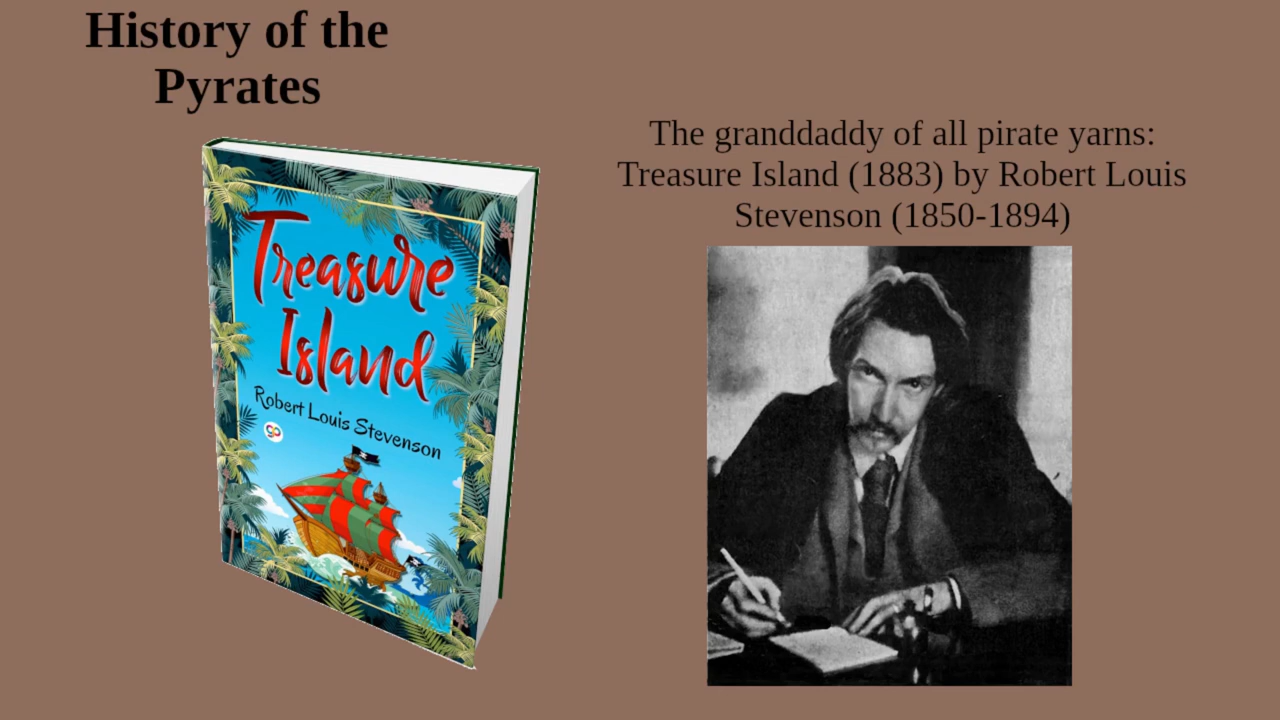 History of the
Pyrates
The granddaddy of all pirate yarns:
Treasure Island (1883) by Robert Louis
Stevenson (1850-1894)
Treasure
Island
Robert Louis Stevenson
gp